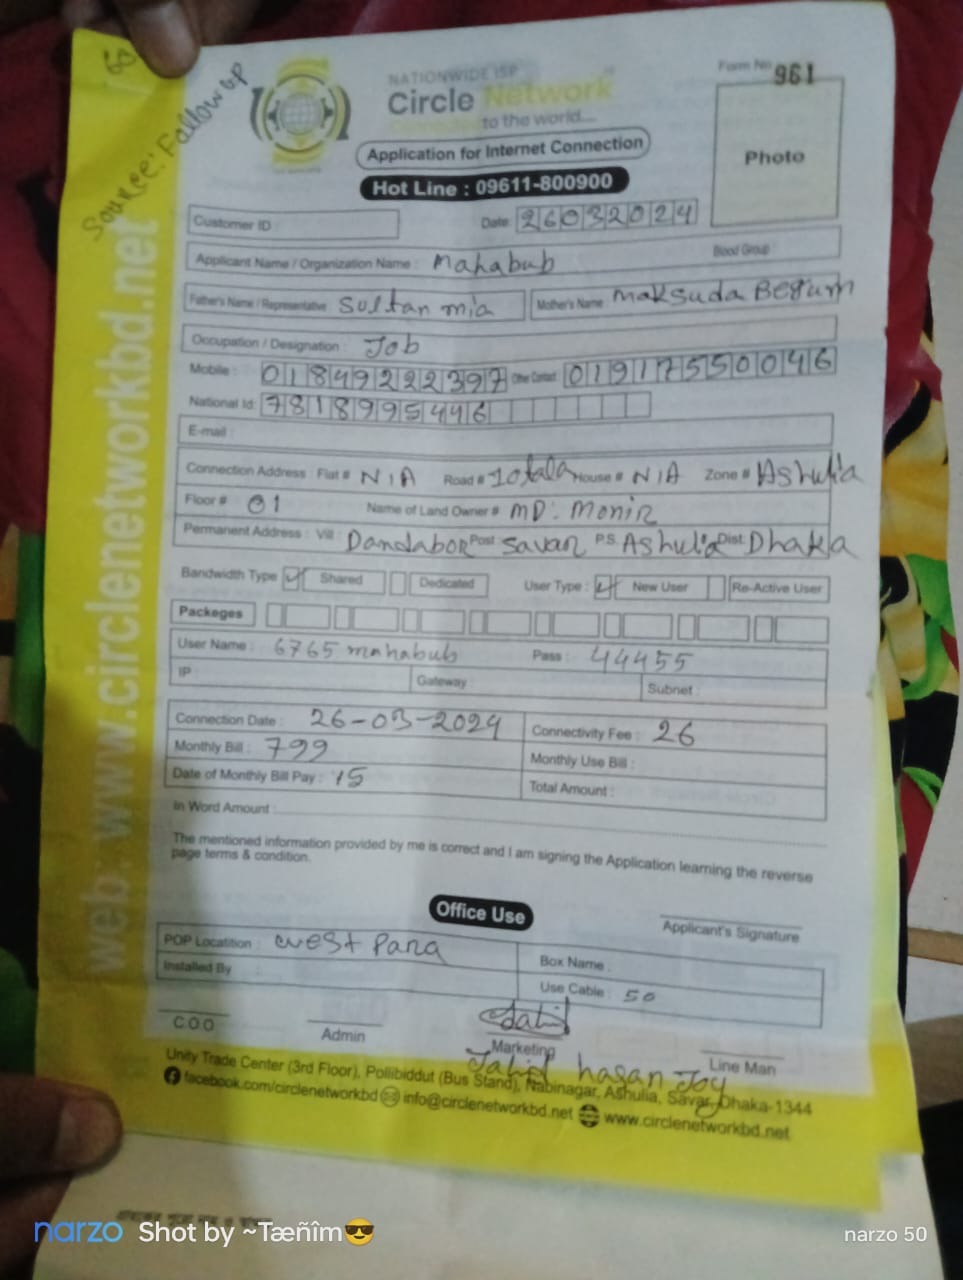 60
Source: Follow up
NATIONWIDE ISP
Circle Network
to the world....
Form No 961
Application for Internet Connection
Photo
Hot Line : 09611-800900
Customer ID
Date: 26032024
Applicant Name / Organization Name : Mahabub Blood Group :
Father's Name / Representative : Sultan mia Mother's Name : Maksuda Begum
Occupation / Designation : Job
Mobile : 01849222397 Other Contact : 01917550046
National Id: 7818995446
E-mail :
Connection Address : Flat # N/A Road # House # N/A Zone # Ashulia
Floor # 01 Name of Land Owner # MD: Monir
Permanent Address : Vill : Dandabor Post Savar P.S. Ashulia Dist. Dhakla
Bandwidth Type Shared Dedicated User Type : New User Re-Active User
Packeges
User Name : 6765 mahabub Pass : 44455
IP : Gateway : Subnet :
Connection Date : 26-03-2024 Connectivity Fee : 26
Monthly Bill : 799 Monthly Use Bill :
Date of Monthly Bill Pay : 15 Total Amount :
In Word Amount :
The mentioned information provided by me is correct and I am signing the Application learning the reverse
page terms & condition.
Office Use
Applicant's Signature
POP Locatition : west Para Box Name :
Installed By Use Cable : 50
COO Admin Marketing Line Man
hasan Joy
Unity Trade Center (3rd Floor), Pollibiddut (Bus Stand), Nabinagar, Ashulia, Savar, Dhaka-1344
facebook.com/circlenetworkbd info@circlenetworkbd.net www.circlenetworkbd.net
web: www.circlenetworkbd.net
narzo Shot by ~Tæñîm😎 narzo 50